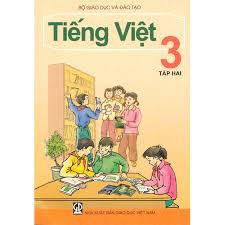 BỘ GIÁO DỤC VÀ ĐÀO TẠO
Tiếng Việt
3
TẬP HAI
NHÀ XUẤT BẢN GIÁO DỤC VIỆT NAM